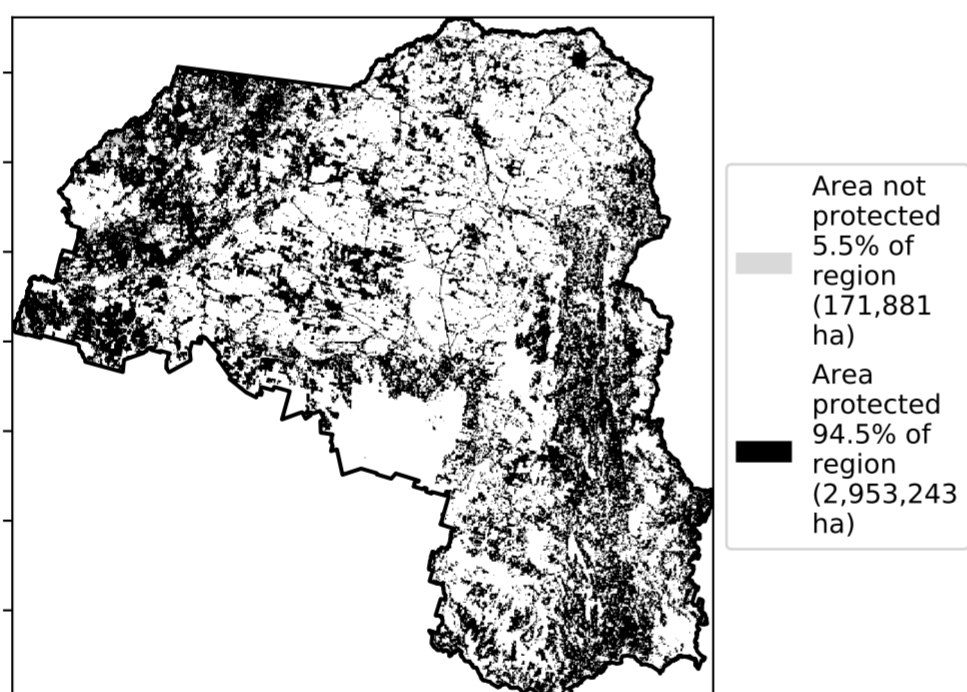 Area not
protected
5.5% of
region
(171,881
ha)
Area
protected
94.5% of
region
(2,953,243
ha)